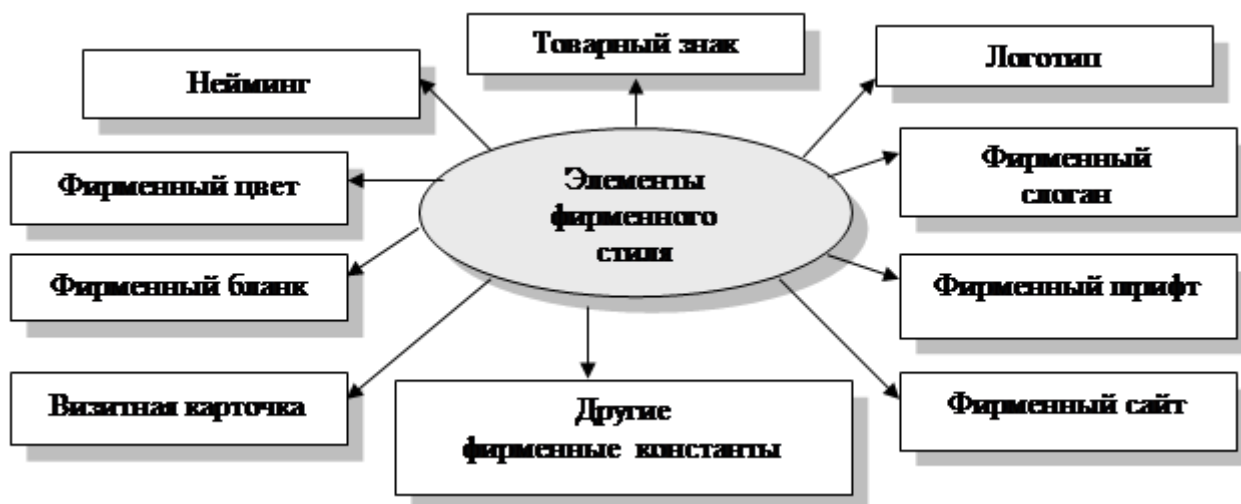 Товарный знак
Логотип
Нейминг
Фирменный
слоган
Фирменный цвет
Элементы
фирменного
стиля
Фирменный бланк
Фирменный шрифт
Визитная карточка
Другие
фирменные константы
Фирменный сайт